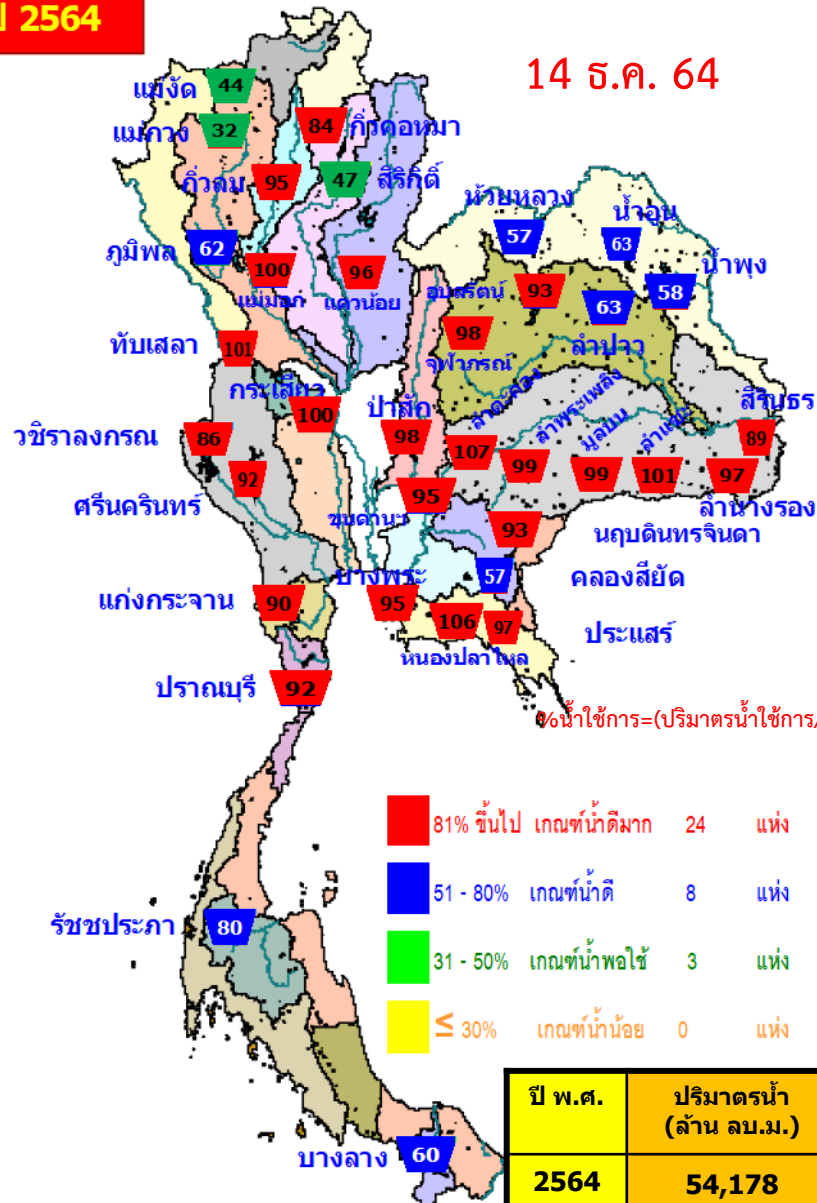 ปี 2564
14 ธ.ค. 64
แม่งัด 44
แม่กวง 32
84 กิ่วคอหมา
กิ่วลม 95
47 สิริกิติ์
ภูมิพล 62
100 แม่มอก
96 แควน้อย
ห้วยหลวง 57
น้ำอูน 63
น้ำพุง 58
อุบลรัตน์ 93
63 ลำปาว
98 จุฬาภรณ์
ทับเสลา 101
กระเสียว 100
ป่าสัก 98
ลำตะคอง 107
ลำพระเพลิง 99
มูลบน 99
ลำแชะ 101
สิรินธร 89
97 ลำนางรอง
วชิราลงกรณ 86
ศรีนครินทร์ 92
ขุนด่านฯ 95
93 นฤบดินทรจินดา
บางพระ 95
57 คลองสียัด
แก่งกระจาน 90
106 หนองปลาไหล
97 ประแสร์
ปราณบุรี 92
%น้ำใช้การ=(ปริมาตรน้ำใช้การ/
81% ขึ้นไป เกณฑ์น้ำดีมาก 24 แห่ง
51 - 80% เกณฑ์น้ำดี 8 แห่ง
31 - 50% เกณฑ์น้ำพอใช้ 3 แห่ง
≤ 30% เกณฑ์น้ำน้อย 0 แห่ง
รัชชประภา 80
บางลาง 60
ปี พ.ศ. ปริมาตรน้ำ
(ล้าน ลบ.ม.)
2564 54,178